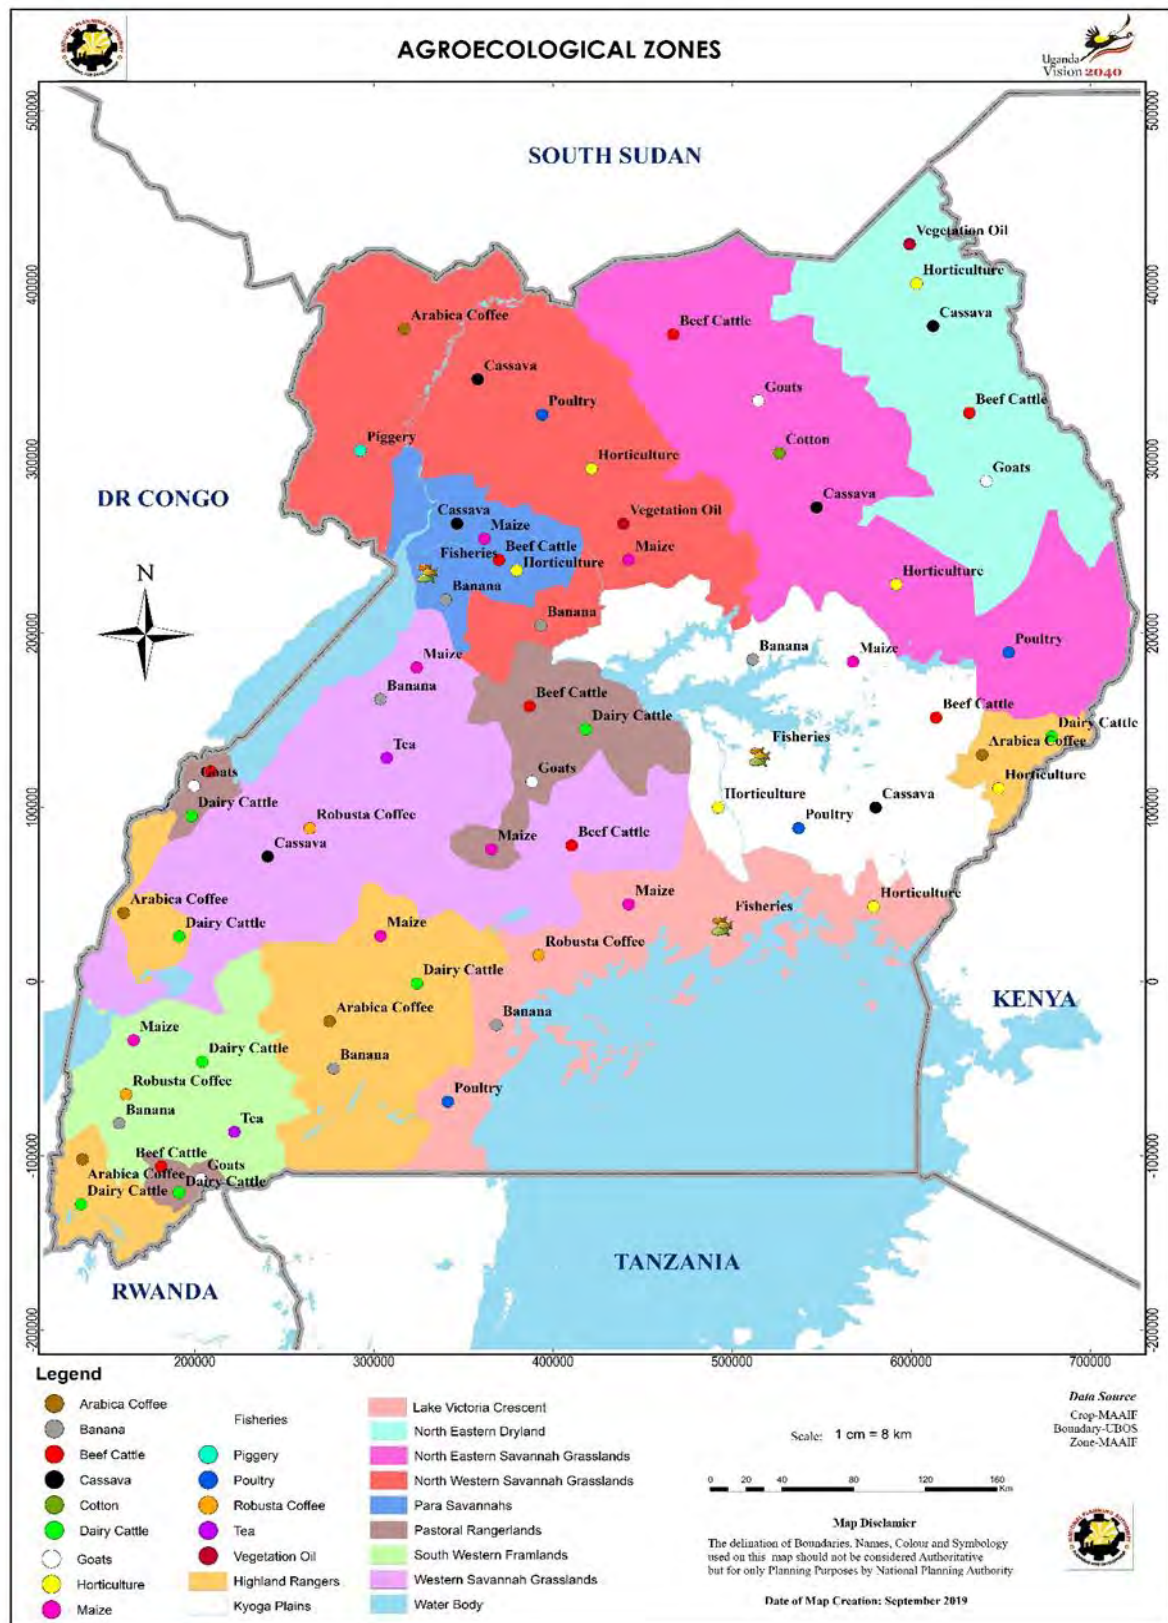 AGROECOLOGICAL ZONES
Uganda
Vision 2040
SOUTH SUDAN
Vegetation Oil
Horticulture
Arabica Coffee
Beef Cattle
Cassava
Cassava
Goats
Poultry
Beef Cattle
Piggery
Cotton
Horticulture
Goats
DR CONGO
Cassava
Cassava
Vegetation Oil
Maize
Fisheries
Beef Cattle
Maize
Horticulture
Horticulture
N
Banana
Banana
Poultry
Maize
Banana
Maize
Banana
Beef Cattle
Beef Cattle
Dairy Cattle
Dairy Cattle
Tea
Fisheries
Arabica Coffee
Goats
Goats
Horticulture
Dairy Cattle
Horticulture
Cassava
Robusta Coffee
Poultry
Maize
Beef Cattle
Cassava
Maize
Horticulture
Arabica Coffee
Fisheries
Dairy Cattle
Maize
Robusta Coffee
Dairy Cattle
KENYA
Arabica Coffee
Banana
Maize
Dairy Cattle
Banana
Robusta Coffee
Poultry
Banana
Tea
Beef Cattle
Goats
Arabica Coffee
Dairy Cattle
Dairy Cattle
TANZANIA
RWANDA
500000
400000
300000
200000
100000
0
-100000
-200000
500000
400000
300000
200000
100000
0
-100000
-200000
200000
300000
400000
500000
600000
700000
Legend
Arabica Coffee
Banana
Beef Cattle
Cassava
Cotton
Dairy Cattle
Goats
Horticulture
Maize
Fisheries
Piggery
Poultry
Robusta Coffee
Tea
Vegetation Oil
Highland Rangers
Kyoga Plains
Lake Victoria Crescent
North Eastern Dryland
North Eastern Savannah Grasslands
North Western Savannah Grasslands
Para Savannahs
Pastoral Rangerlands
South Western Framlands
Western Savannah Grasslands
Water Body
Scale: 1 cm = 8 km
0 20 40 80 120 160
Km
Data Source
Crop-MAAIF
Boundary-UBOS
Zone-MAAIF
Map Disclamier
The delination of Boundaries, Names, Colour and Symbology
used on this map should not be considered Authoritative
but for only Planning Purposes by National Planning Authority
Date of Map Creation: September 2019